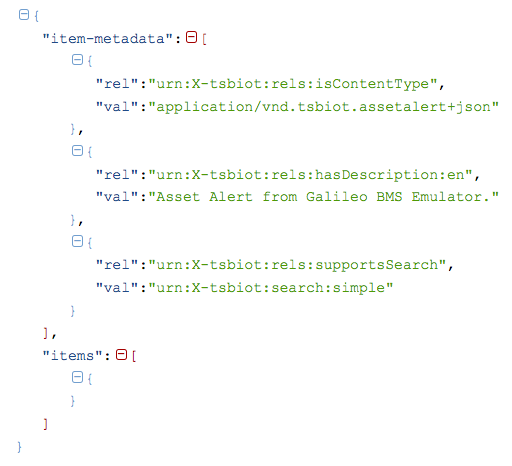 {
"item-metadata":[
{
"rel":"urn:X-tsbiot:rels:isContentType",
"val":"application/vnd.tsbiot.assetalert+json"
},
{
"rel":"urn:X-tsbiot:rels:hasDescription:en",
"val":"Asset Alert from Galileo BMS Emulator."
},
{
"rel":"urn:X-tsbiot:rels:supportsSearch",
"val":"urn:X-tsbiot:search:simple"
}
],
"items":[
{
}
]
}